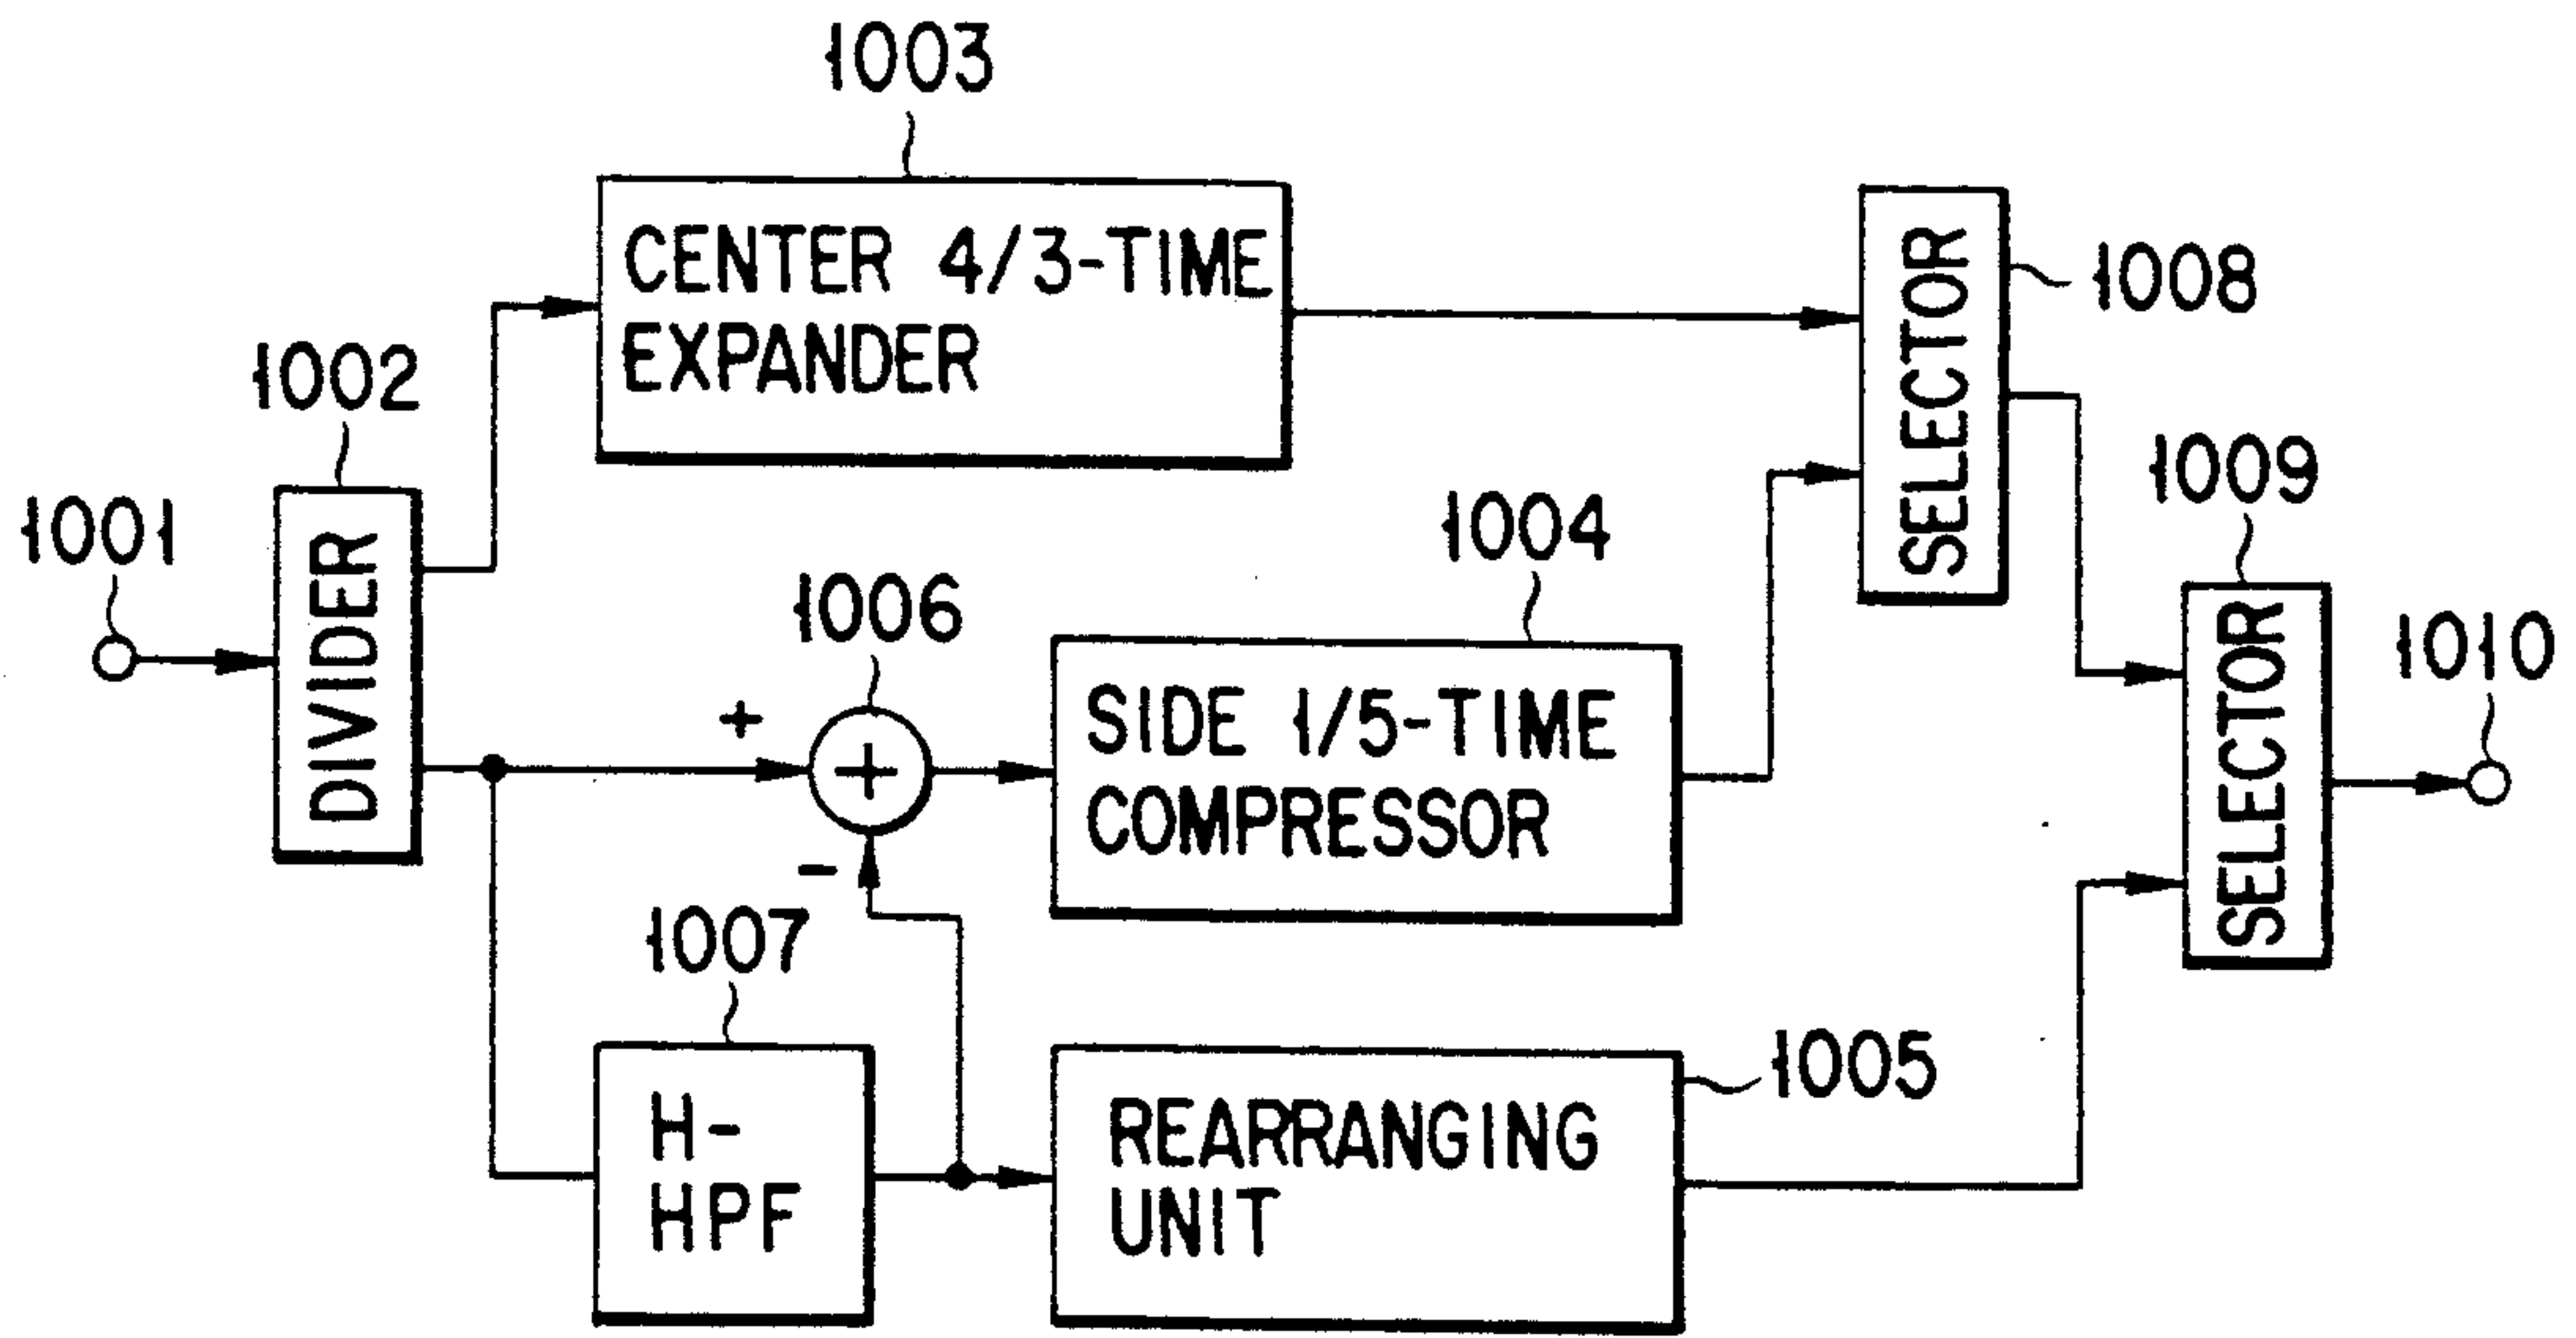 1003
CENTER 4/3-TIME
EXPANDER
1008
SELECTOR
1002
DIVIDER
1001
1009
SELECTOR
1004
SIDE 1/5-TIME
COMPRESSOR
1006
+
+
-
1010
1007
H-
HPF
1005
REARRANGING
UNIT